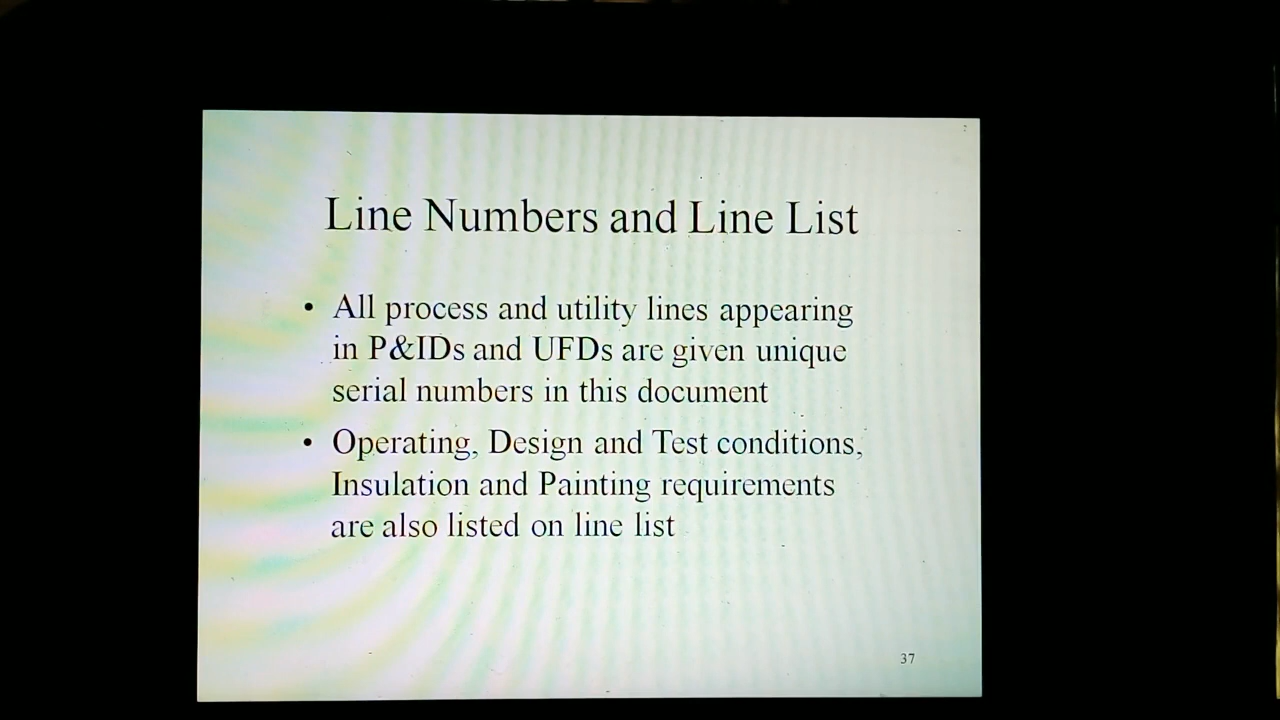 Line Numbers and Line List
• All process and utility lines appearing
in P&IDs and UFDs are given unique
serial numbers in this document
• Operating, Design and Test conditions,
Insulation and Painting requirements
are also listed on line list
37